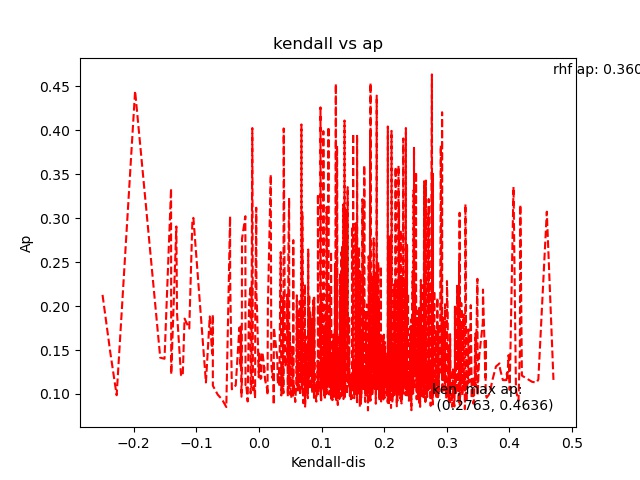 kendall vs ap
rhf ap: 0.360
0.45
0.40
0.35
0.30
0.25
0.20
0.15
0.10
Ap
ken, max ap:
(0.2763, 0.4636)
−0.2 −0.1 0.0 0.1 0.2 0.3 0.4 0.5
Kendall-dis